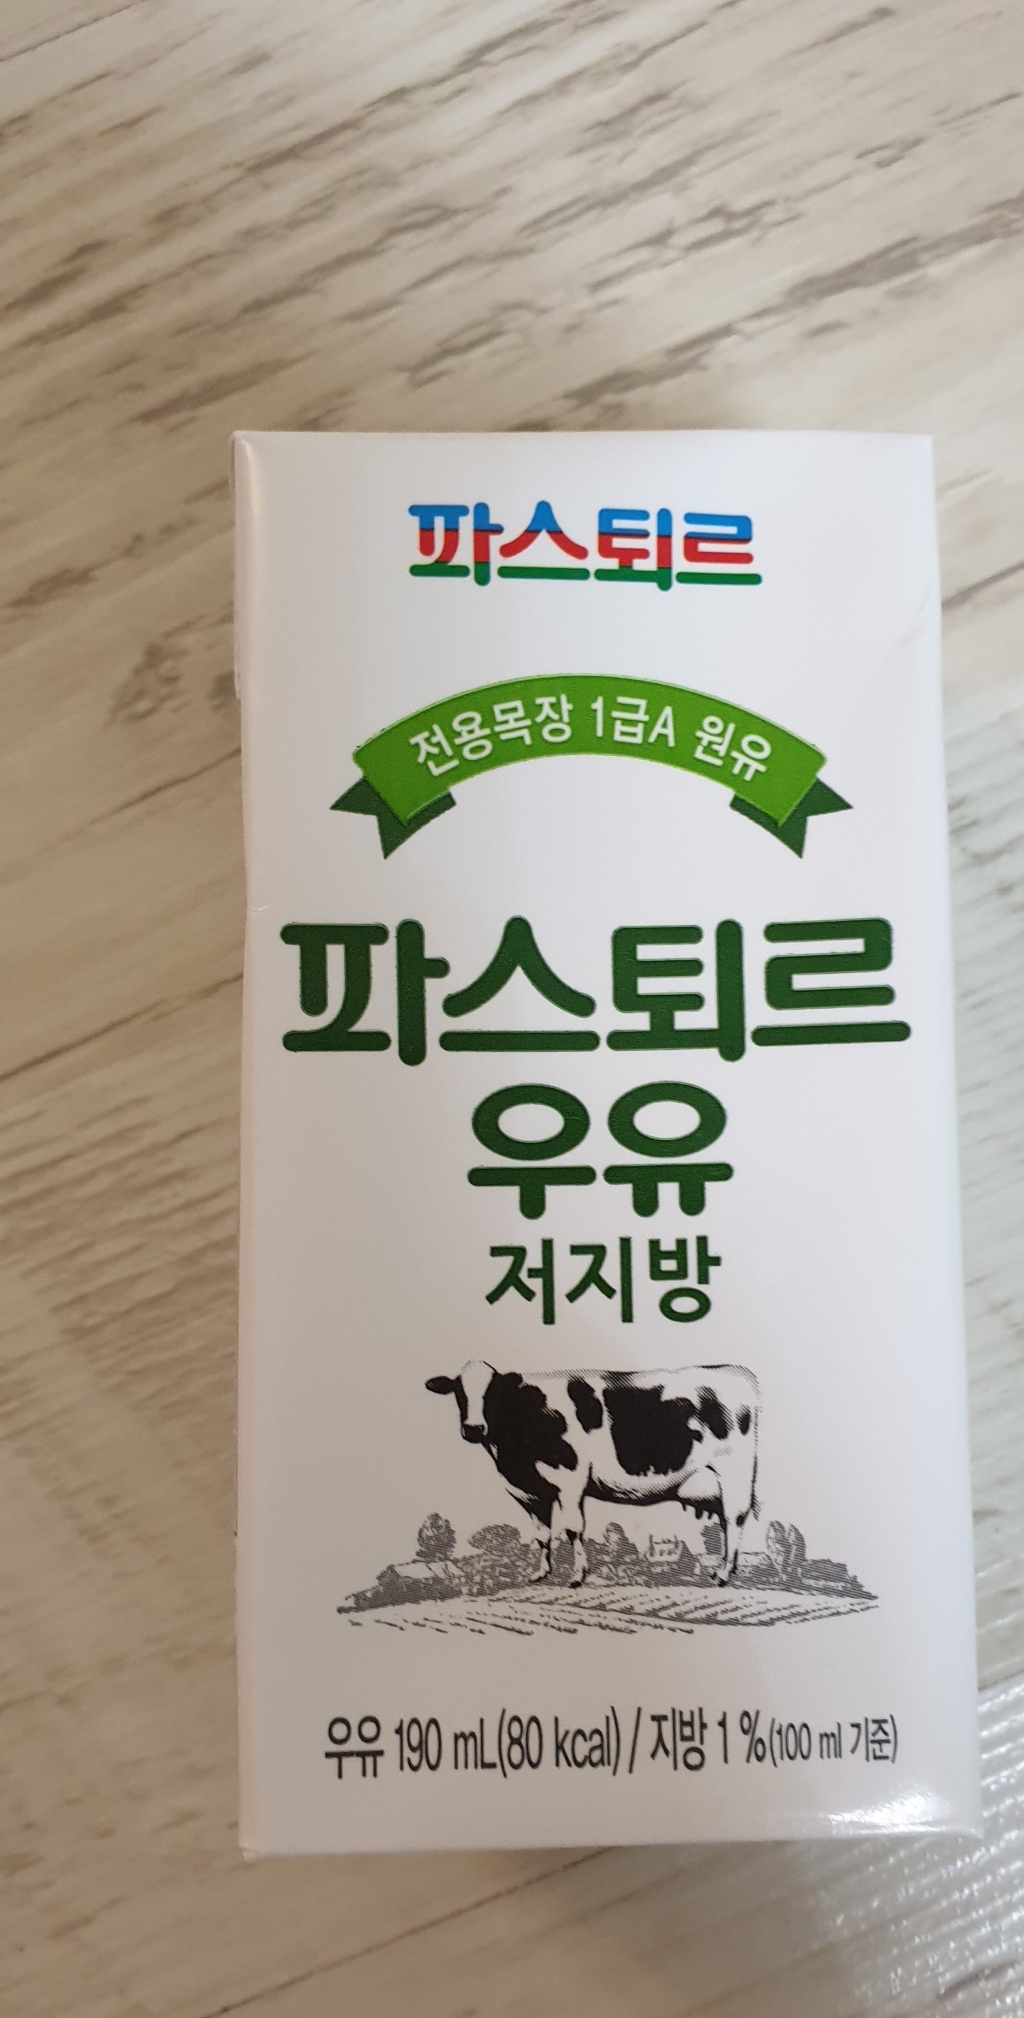 파스퇴르
전용목장 1급A 원유
파스퇴르
우유
저지방
우유 190 mL(80 kcal) / 지방 1 %(100 ml 기준)